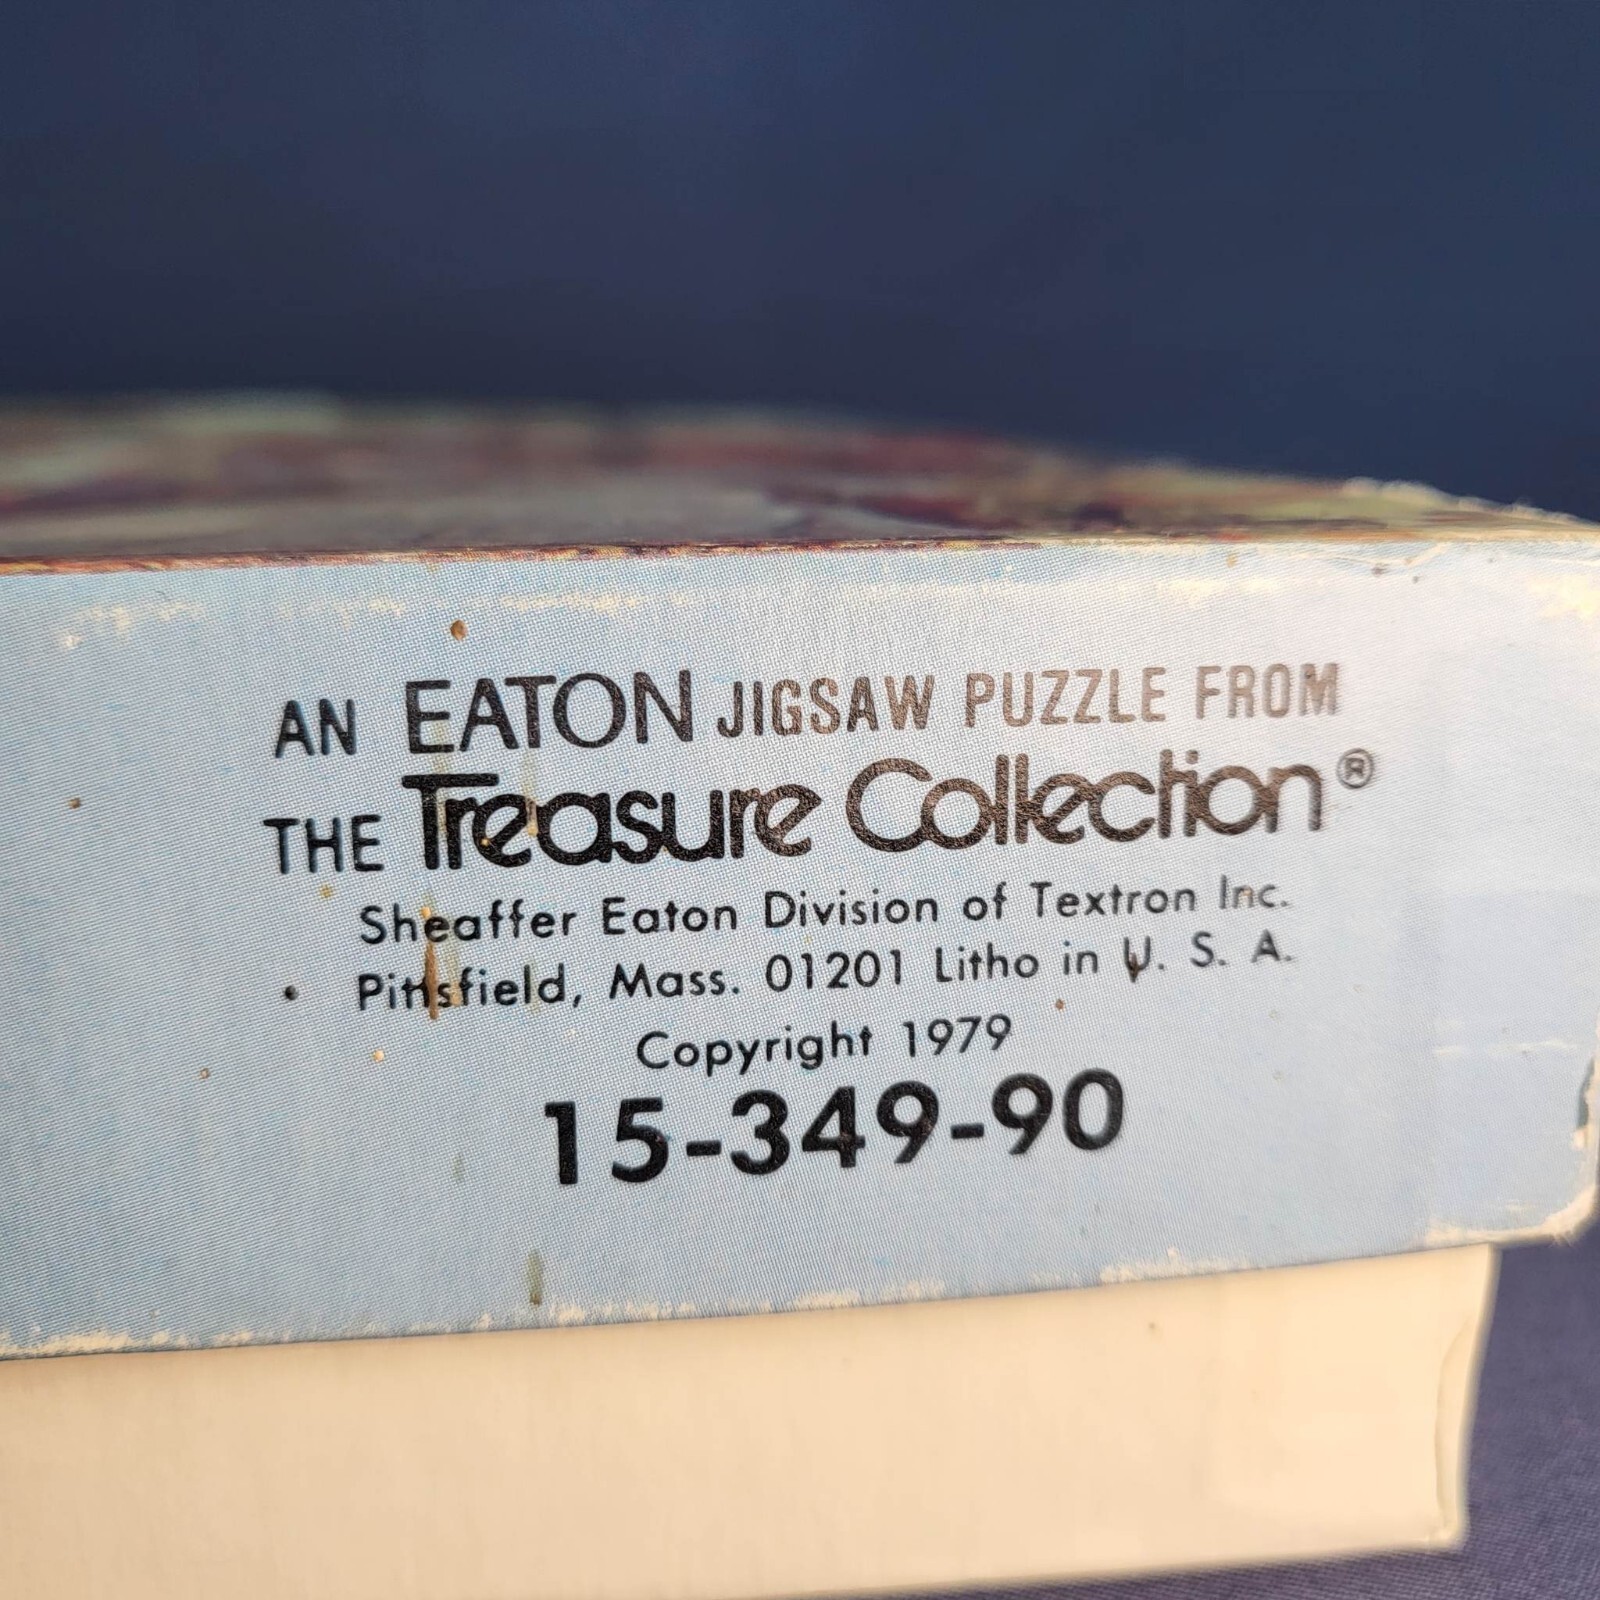 AN EATON JIGSAW PUZZLE FROM
THE Treasure Collection®
Sheaffer Eaton Division of Textron Inc.
Pittsfield, Mass. 01201 Litho in U. S. A.
Copyright 1979
15-349-90